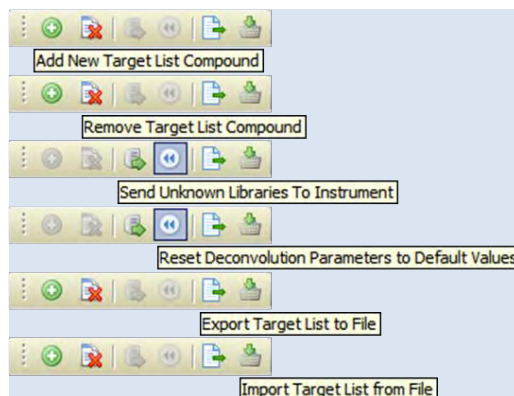 Add New Target List Compound
Remove Target List Compound
Send Unknown Libraries To Instrument
Reset Deconvolution Parameters to Default Values
Export Target List to File
Import Target List from File